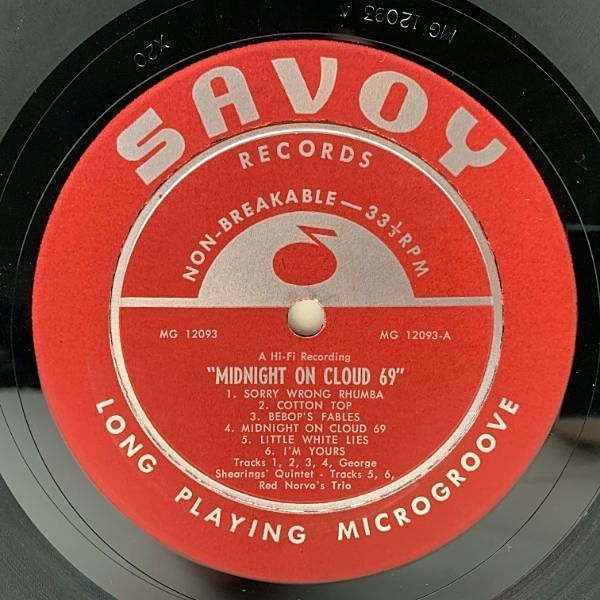 MG 12093 A
X20
SAVOY
RECORDS
NON-BREAKABLE—33⅓RPM
MG 12093
MG 12093-A
A Hi-Fi Recording
"MIDNIGHT ON CLOUD 69"
1. SORRY WRONG RHUMBA
2. COTTON TOP
3. BEBOP'S FABLES
4. MIDNIGHT ON CLOUD 69
5. LITTLE WHITE LIES
6. I'M YOURS
Tracks 1, 2, 3, 4, George
Shearings' Quintet - Tracks 5, 6,
Red Norvo's Trio
LONG PLAYING MICROGROOVE